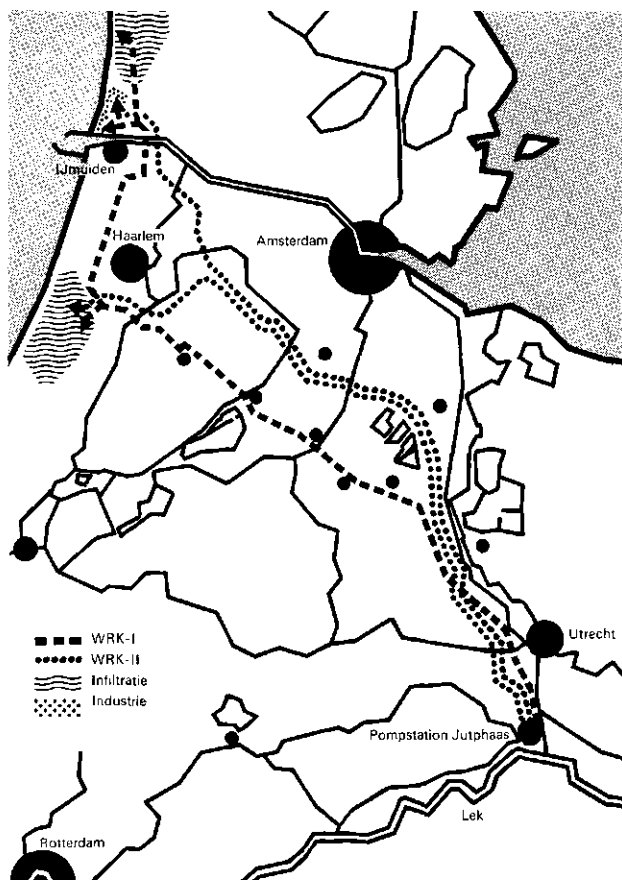 IJmuiden
Haarlem
Amsterdam
WRK-I
WRK-II
Infiltratie
Industrie
Utrecht
Pompstation Jutphaas
Lek
Rotterdam